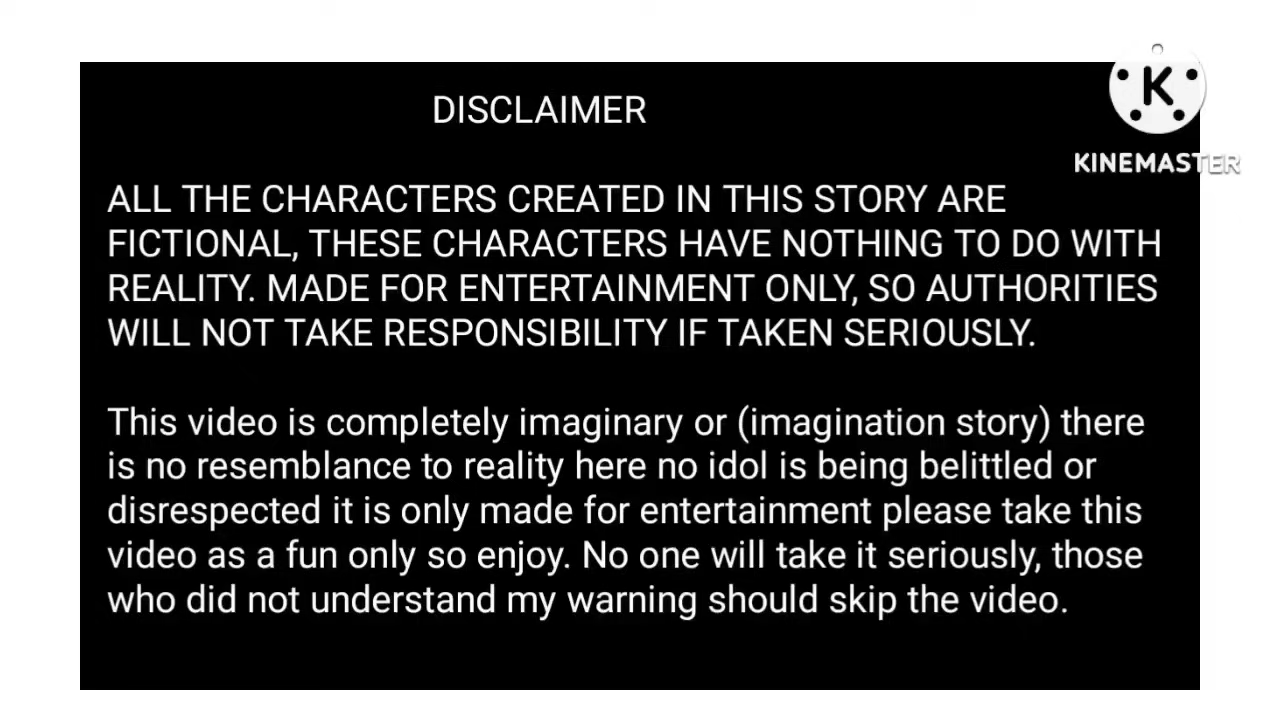 DISCLAIMER
K
KINEMASTER
ALL THE CHARACTERS CREATED IN THIS STORY ARE
FICTIONAL, THESE CHARACTERS HAVE NOTHING TO DO WITH
REALITY. MADE FOR ENTERTAINMENT ONLY, SO AUTHORITIES
WILL NOT TAKE RESPONSIBILITY IF TAKEN SERIOUSLY.
This video is completely imaginary or (imagination story) there
is no resemblance to reality here no idol is being belittled or
disrespected it is only made for entertainment please take this
video as a fun only so enjoy. No one will take it seriously, those
who did not understand my warning should skip the video.